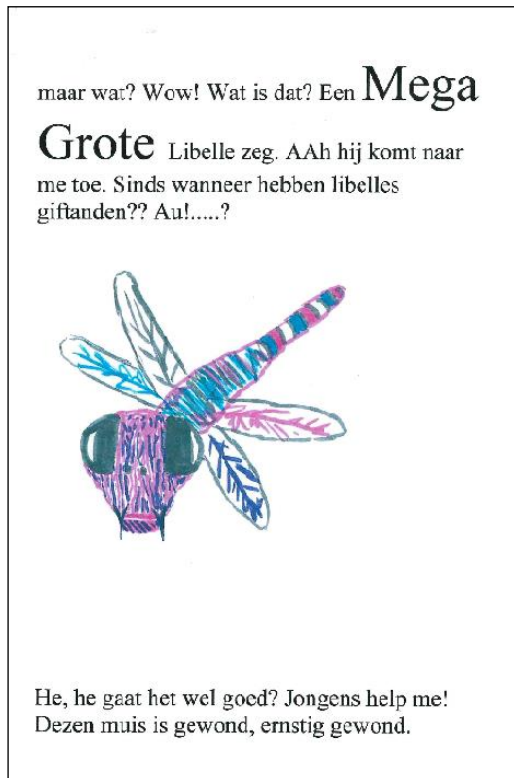 maar wat? Wow! Wat is dat? Een Mega
Grote Libelle zeg. AAh hij komt naar
me toe. Sinds wanneer hebben libelles
giftanden?? Au!.....?
He, he gaat het wel goed? Jongens help me!
Dezen muis is gewond, ernstig gewond.